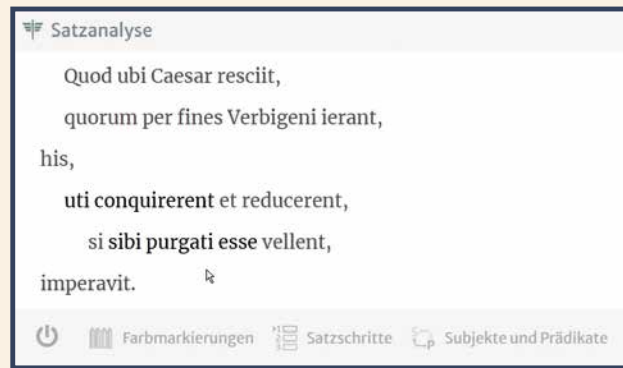 Satzanalyse
Quod ubi Caesar resciit,
quorum per fines Verbigeni ierant,
his,
uti conquirerent et reducerent,
si sibi purgati esse vellent,
imperavit.
Farbmarkierungen Satzschritte Subjekte und Prädikate